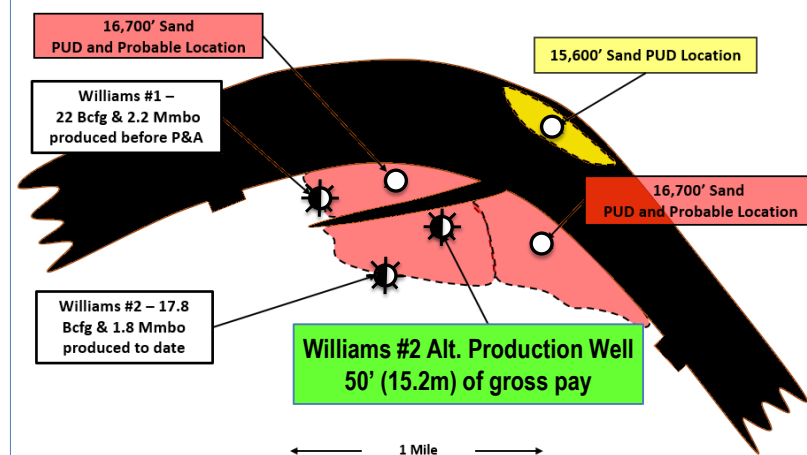 16,700’ Sand
PUD and Probable Location
15,600’ Sand PUD Location
Williams #1 –
22 Bcfg & 2.2 Mmbo
produced before P&A
16,700’ Sand
PUD and Probable Location
Williams #2 – 17.8
Bcfg & 1.8 Mmbo
produced to date
Williams #2 Alt. Production Well
50’ (15.2m) of gross pay
1 Mile